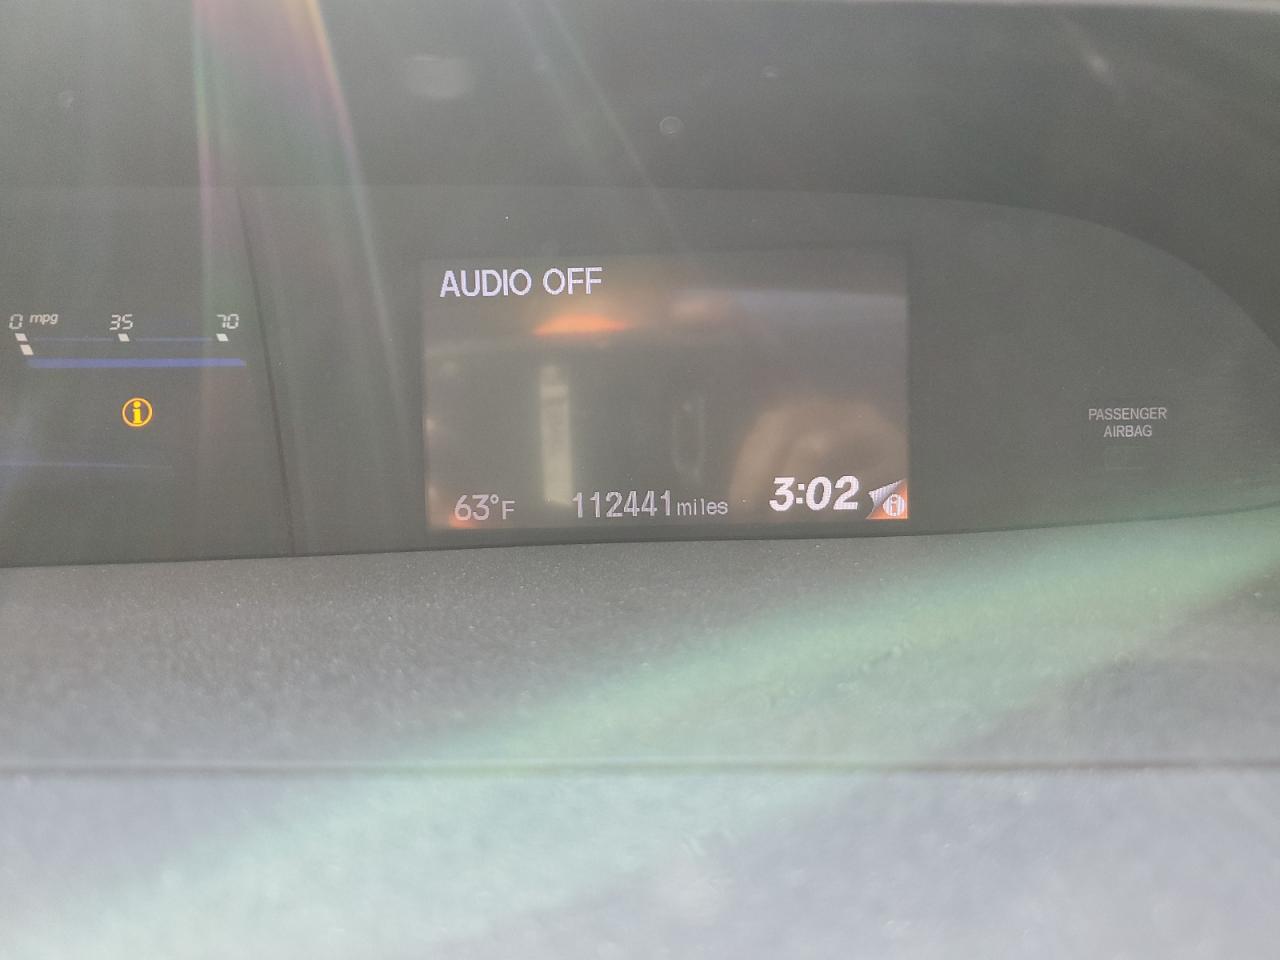 AUDIO OFF
0 mpg 35 70
i
PASSENGER
AIRBAG
63°F 112441 miles 3:02 i